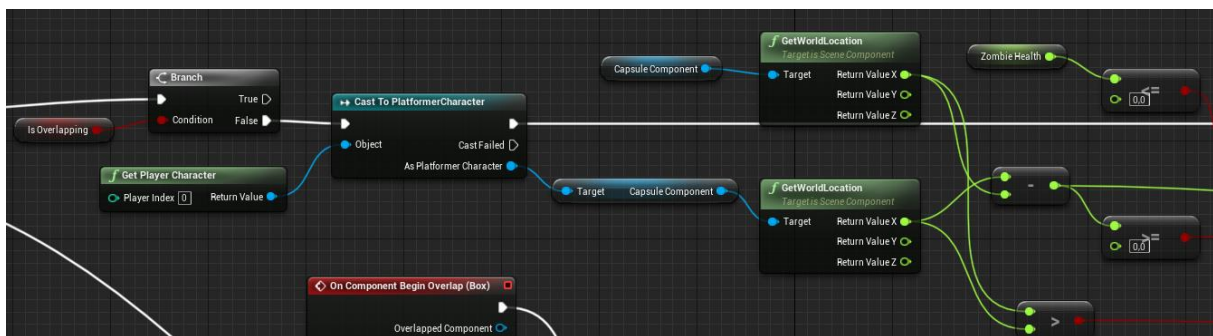 Branch
True
Condition False
Is Overlapping
Get Player Character
Player Index 0 Return Value
Cast To PlatformerCharacter
Object Cast Failed
As Platformer Character
Capsule Component
f GetWorldLocation
Target is Scene Component
Target Return Value X
Return Value Y
Return Value Z
Target Capsule Component
f GetWorldLocation
Target is Scene Component
Target Return Value X
Return Value Y
Return Value Z
Zombie Health
<=
0,0
-
>=
0,0
>
On Component Begin Overlap (Box)
Overlapped Component